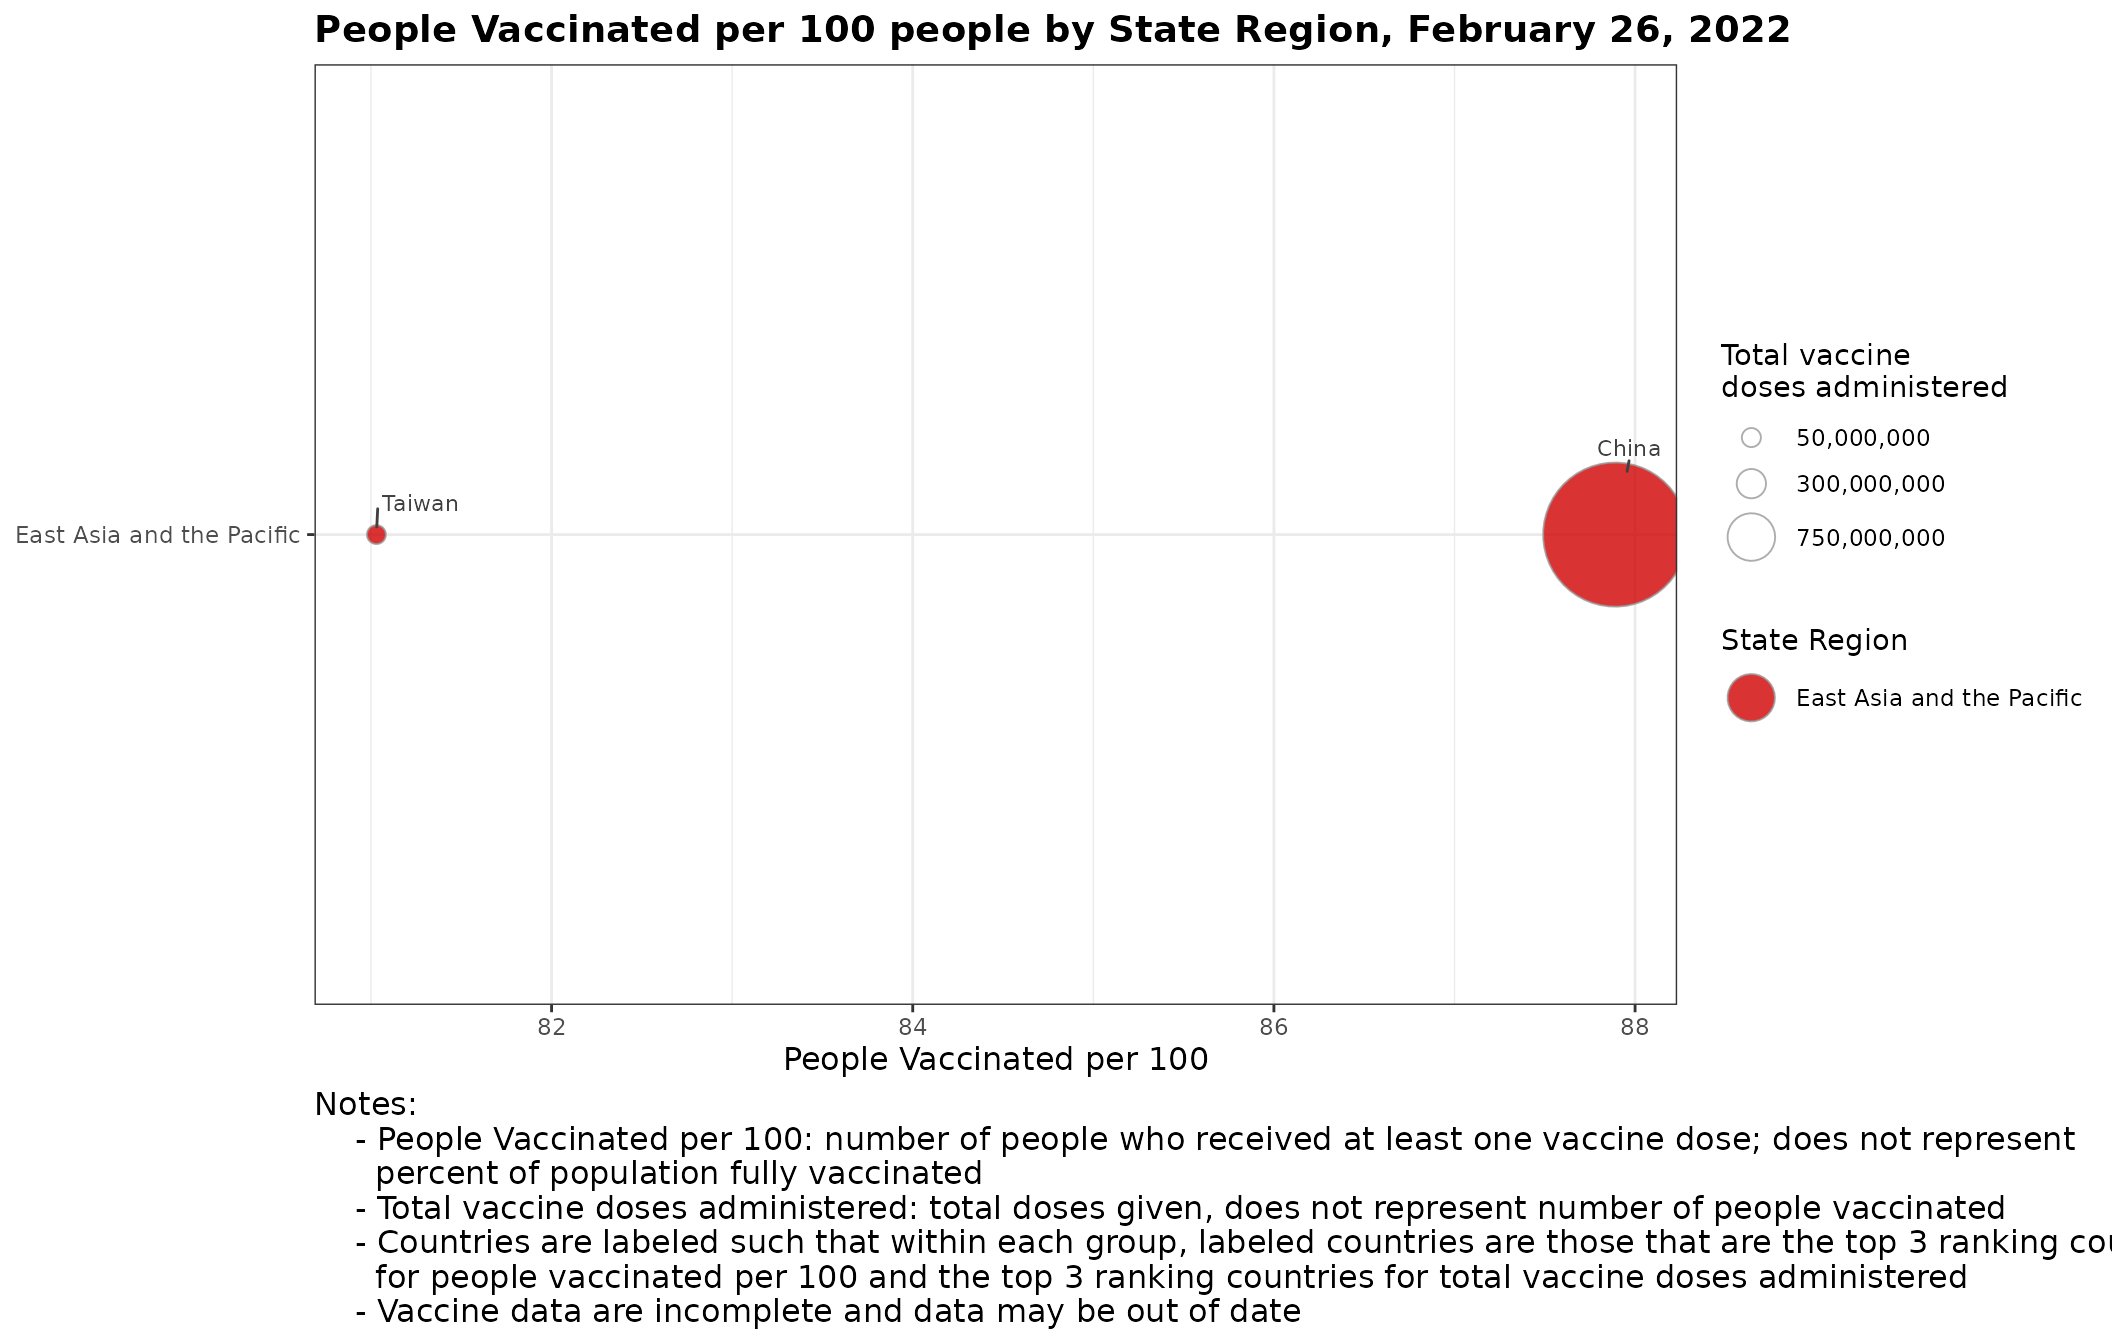 People Vaccinated per 100 people by State Region, February 26, 2022
China
Taiwan
East Asia and the Pacific
82 84 86 88
People Vaccinated per 100
Total vaccine
doses administered
50,000,000
300,000,000
750,000,000
State Region
East Asia and the Pacific
Notes:
- People Vaccinated per 100: number of people who received at least one vaccine dose; does not represent
percent of population fully vaccinated
- Total vaccine doses administered: total doses given, does not represent number of people vaccinated
- Countries are labeled such that within each group, labeled countries are those that are the top 3 ranking
for people vaccinated per 100 and the top 3 ranking countries for total vaccine doses administered
- Vaccine data are incomplete and data may be out of date